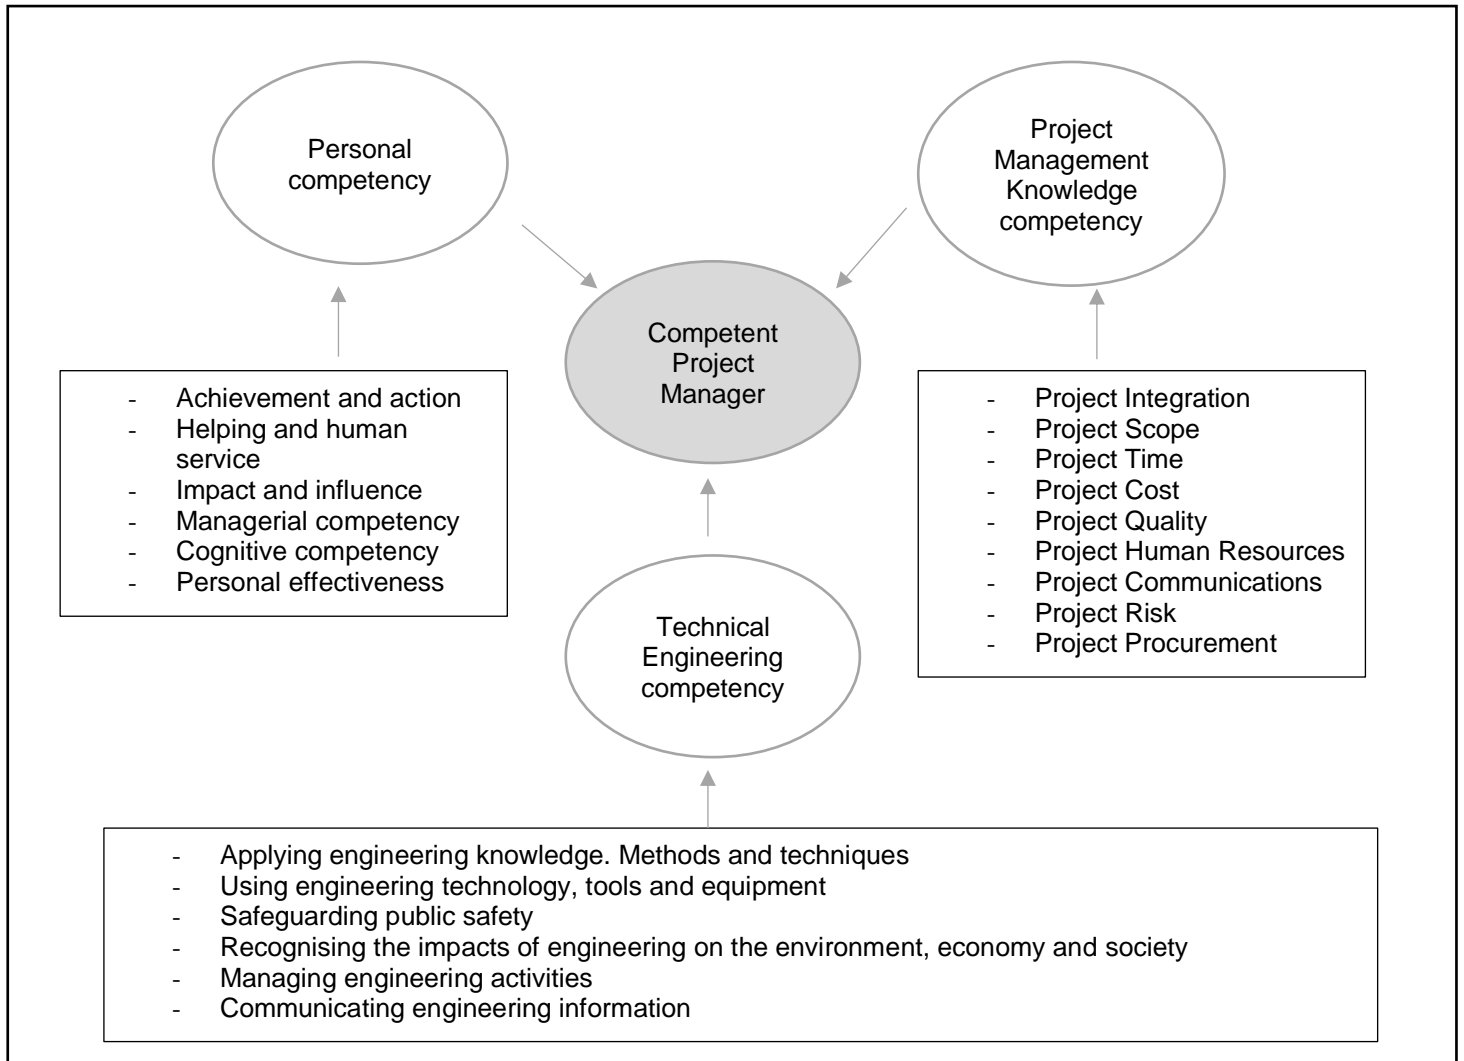 Personal
competency
Project
Management
Knowledge
competency
Competent
Project
Manager
- Achievement and action
- Helping and human
service
- Impact and influence
- Managerial competency
- Cognitive competency
- Personal effectiveness
- Project Integration
- Project Scope
- Project Time
- Project Cost
- Project Quality
- Project Human Resources
- Project Communications
- Project Risk
- Project Procurement
Technical
Engineering
competency
- Applying engineering knowledge. Methods and techniques
- Using engineering technology, tools and equipment
- Safeguarding public safety
- Recognising the impacts of engineering on the environment, economy and society
- Managing engineering activities
- Communicating engineering information